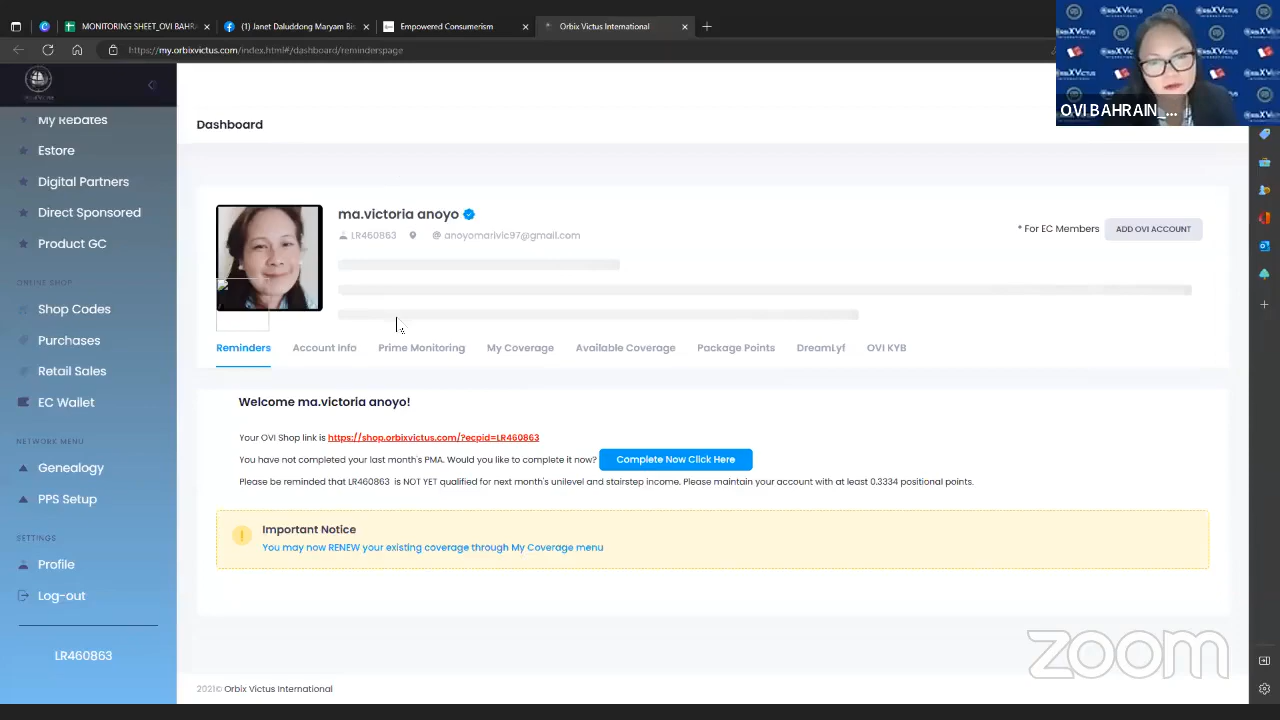 MONITORING SHEET_OVI BAHR
(1) Janet Daluddong Maryam Bi
Empowered Consumerism
Orbix Victus International
https://my.orbixvictus.com/index.html#/dashboard/reminderspage
OVI BAHRAIN_...
My Rebates
Estore
Digital Partners
Direct Sponsored
Product GC
ONLINE SHOP
Shop Codes
Purchases
Retail Sales
EC Wallet
NETWORK MENU
Genealogy
PPS Setup
SETTINGS
Profile
Log-out
LR460863
Dashboard
ma.victoria anoyo
LR460863
@ anoyomarivic97@gmail.com
* For EC Members
ADD OVI ACCOUNT
Reminders Account Info Prime Monitoring My Coverage Available Coverage Package Points DreamLyf OVI KYB
Welcome ma.victoria anoyo!
Your OVI Shop link is https://shop.orbixvictus.com/?ecpid=LR460863
You have not completed your last month's PMA. Would you like to complete it now? Complete Now Click Here
Please be reminded that LR460863 is NOT YET qualified for next month's unilevel and stairstep income. Please maintain your account with at least 0.3334 positional points.
Important Notice
You may now RENEW your existing coverage through My Coverage menu
zoom
2021© Orbix Victus International